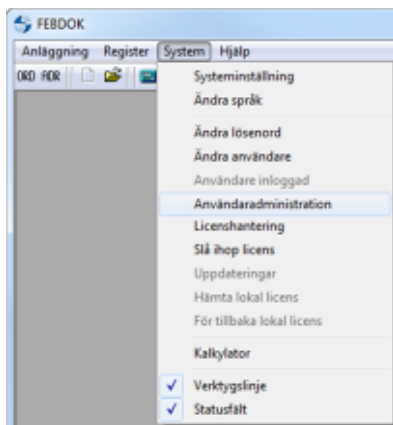 FEBDOK
Anläggning Register System Hjälp
ORD ADR
Systeminställning
Ändra språk
Ändra lösenord
Ändra användare
Användare inloggad
Användaradministration
Licenshantering
Slå ihop licens
Uppdateringar
Hämta lokal licens
För tillbaka lokal licens
Kalkylator
Verktygslinje
Statusfält